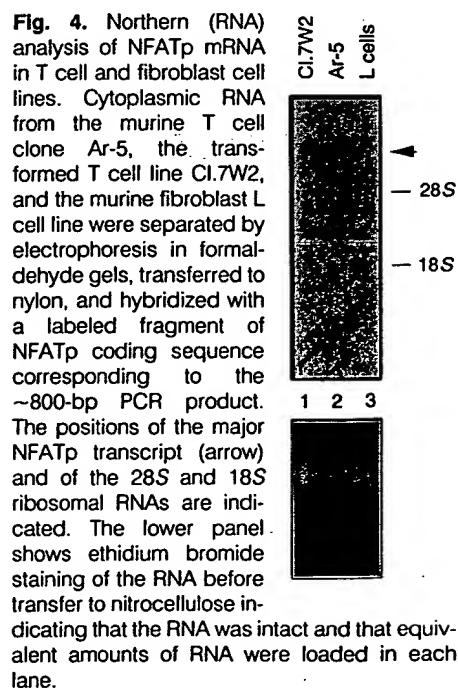 Fig. 4. Northern (RNA)
analysis of NFATp mRNA
in T cell and fibroblast cell
lines. Cytoplasmic RNA
from the murine T cell
clone Ar-5, the trans-
formed T cell line Cl.7W2,
and the murine fibroblast L
cell line were separated by
electrophoresis in formal-
dehyde gels, transferred to
nylon, and hybridized with
a labeled fragment of
NFATp coding sequence
corresponding to the
~800-bp PCR product.
The positions of the major
NFATp transcript (arrow)
and of the 28S and 18S
ribosomal RNAs are indi-
cated. The lower panel
shows ethidium bromide
staining of the RNA before
transfer to nitrocellulose in-
dicating that the RNA was intact and that equiv-
alent amounts of RNA were loaded in each
lane.
Cl.7W2
Ar-5
L cells
28S
18S
1 2 3